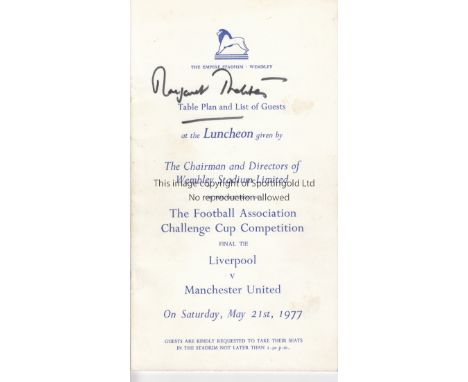 THE EMPIRE STADIUM · WEMBLEY
Margaret Thatcher
Table Plan and List of Guests
at the Luncheon given by
The Chairman and Directors of
Wembley Stadium Limited
This image copyright of Sportingold Ltd
No reproduction allowed
The Football Association
Challenge Cup Competition
FINAL TIE
Liverpool
v
Manchester United
On Saturday, May 21st, 1977
GUESTS ARE KINDLY REQUESTED TO TAKE THEIR SEATS
IN THE STADIUM NOT LATER THAN 2.30 p.m.